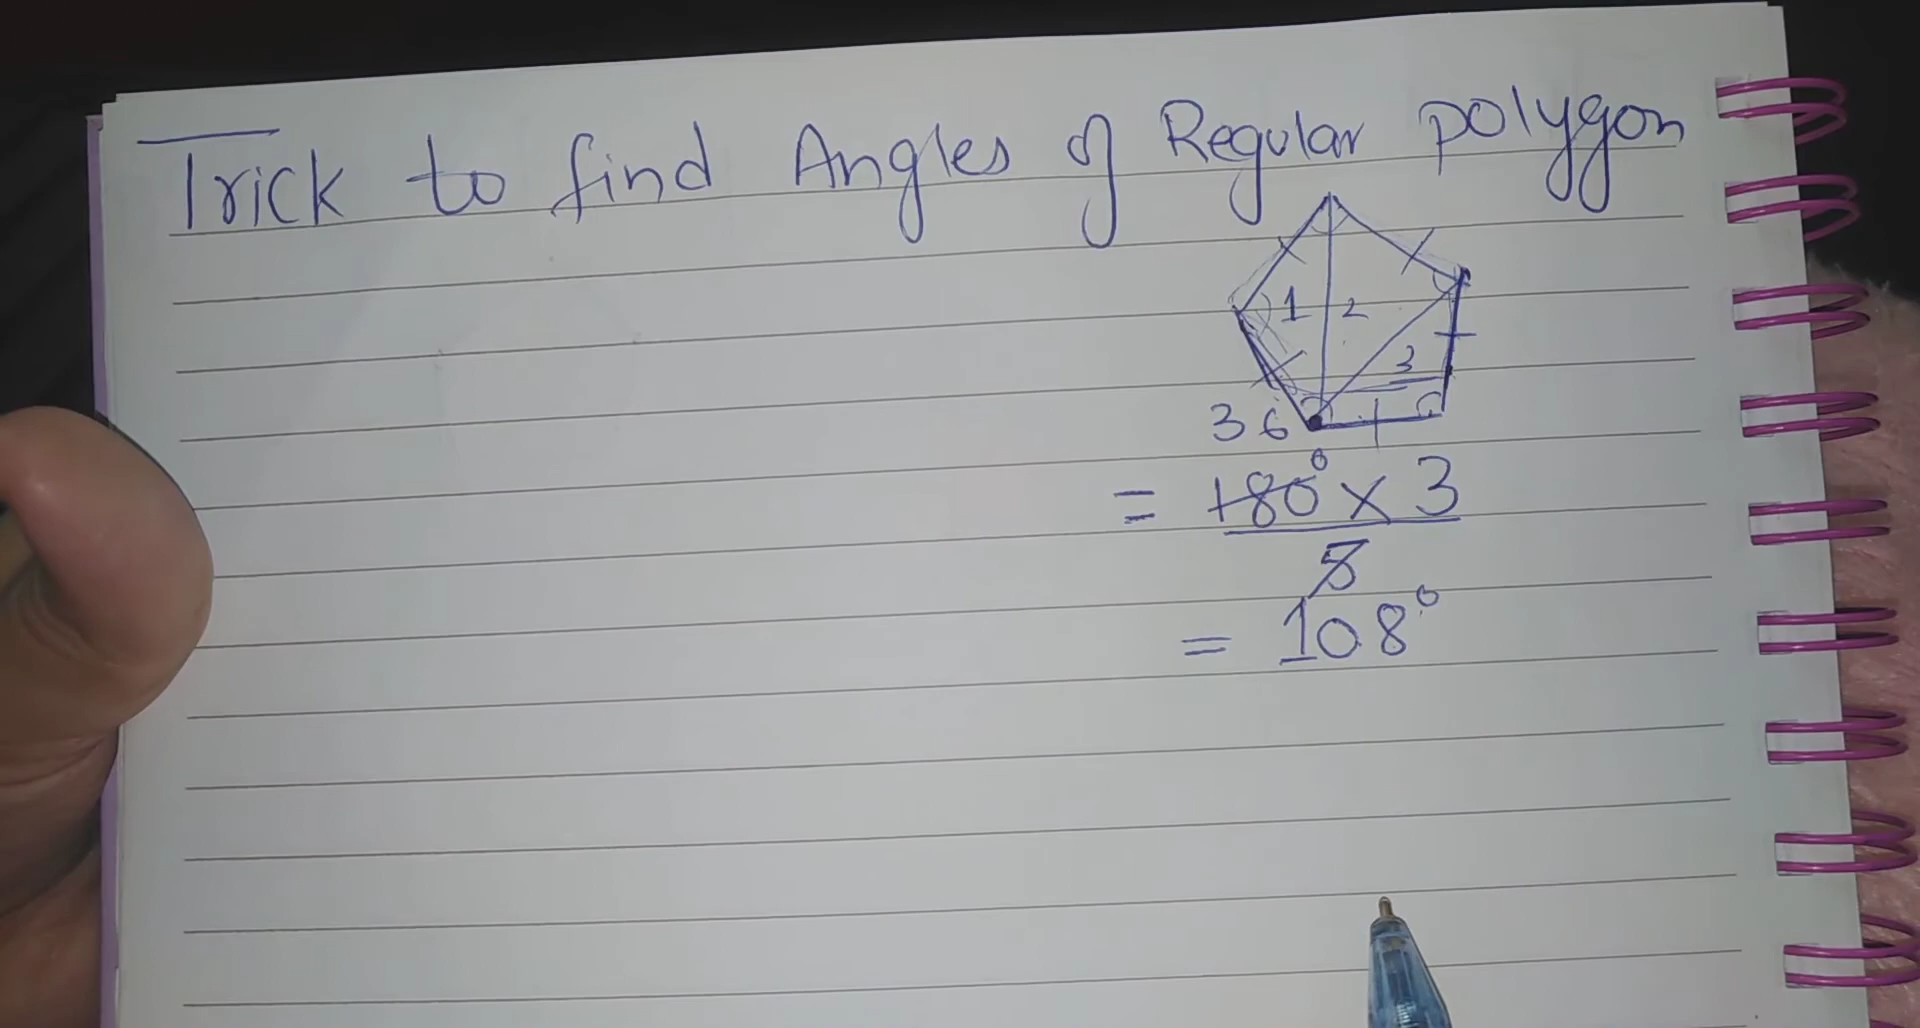 Trick to find Angles of Regular polygon
1 2
3
36
= 180° × 3
5
= 108°